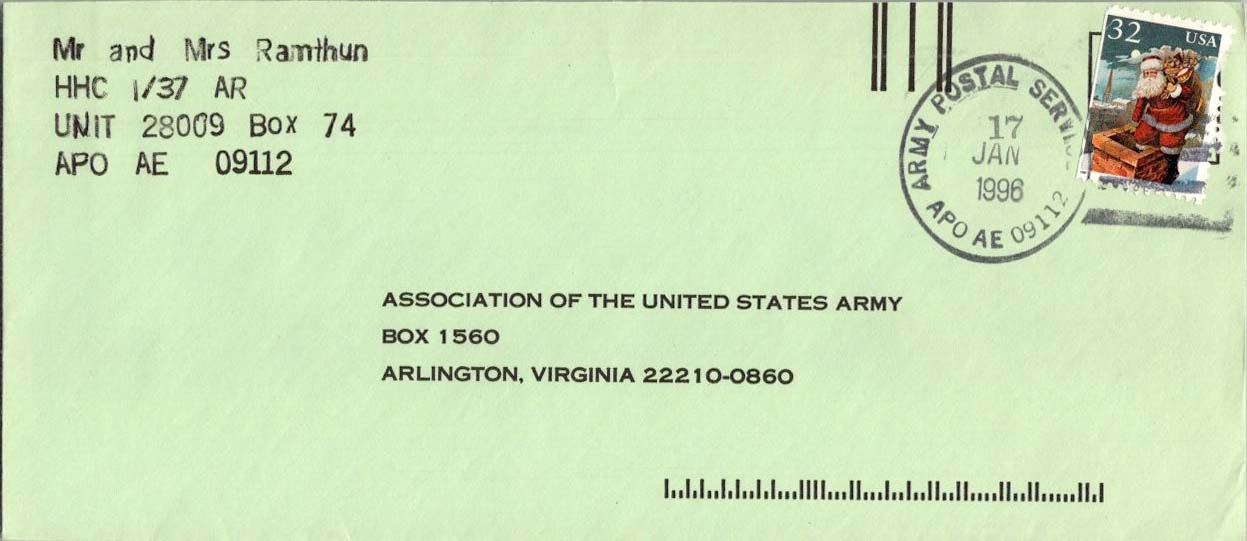 Mr and Mrs Ramthun
HHC 1/37 AR
UNIT 28009 Box 74
APO AE 09112
ARMY POSTAL SERVICE
17
JAN
1996
APO AE 09112
32 USA
ASSOCIATION OF THE UNITED STATES ARMY
BOX 1560
ARLINGTON, VIRGINIA 22210-0860